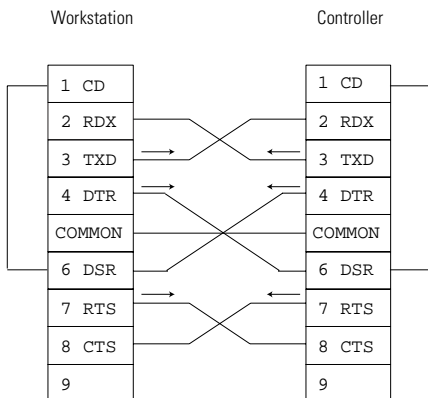 Workstation
Controller
1 CD
2 RDX
3 TXD
4 DTR
COMMON
6 DSR
7 RTS
8 CTS
9
1 CD
2 RDX
3 TXD
4 DTR
COMMON
6 DSR
7 RTS
8 CTS
9